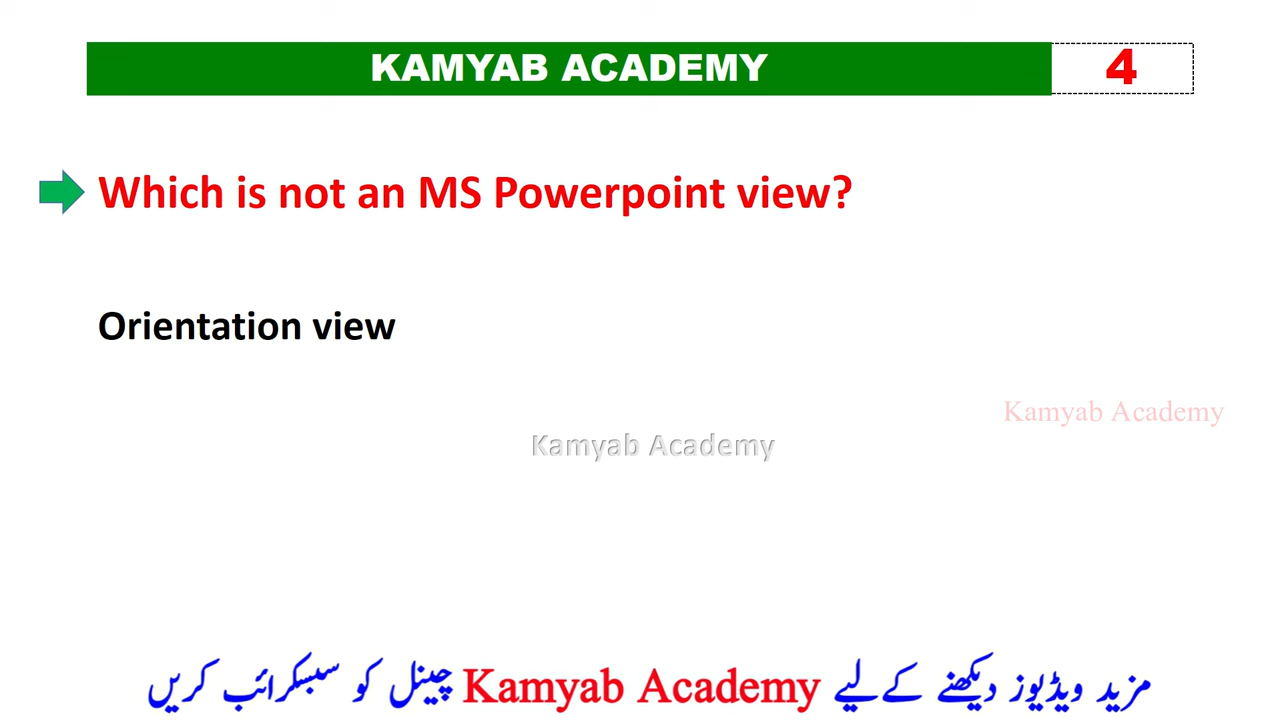 KAMYAB ACADEMY
4
Which is not an MS Powerpoint view?
Orientation view
Kamyab Academy
Kamyab Academy
مزید ویڈیوز دیکھنے کے لیے Kamyab Academy چینل کو سبسکرائب کریں